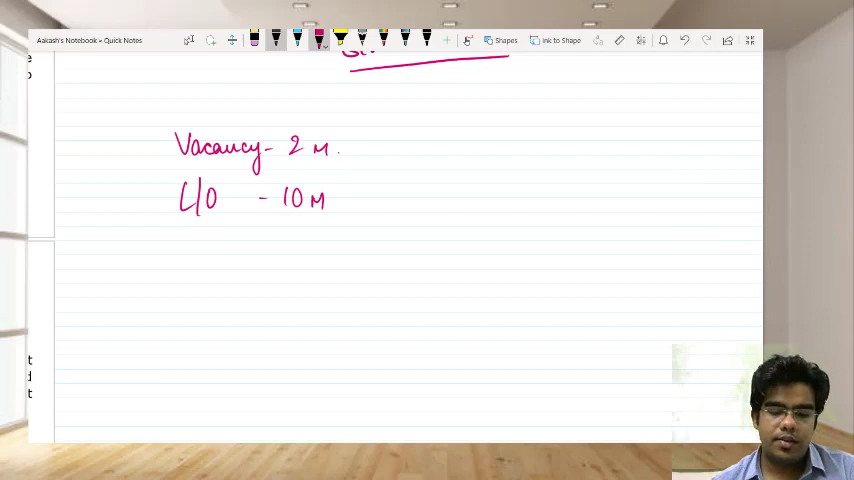 Aakash's Notebook » Quick Notes
Shapes
Ink to Shape
Vacancy - 2 M.
L/O - 10 M
t
d
t